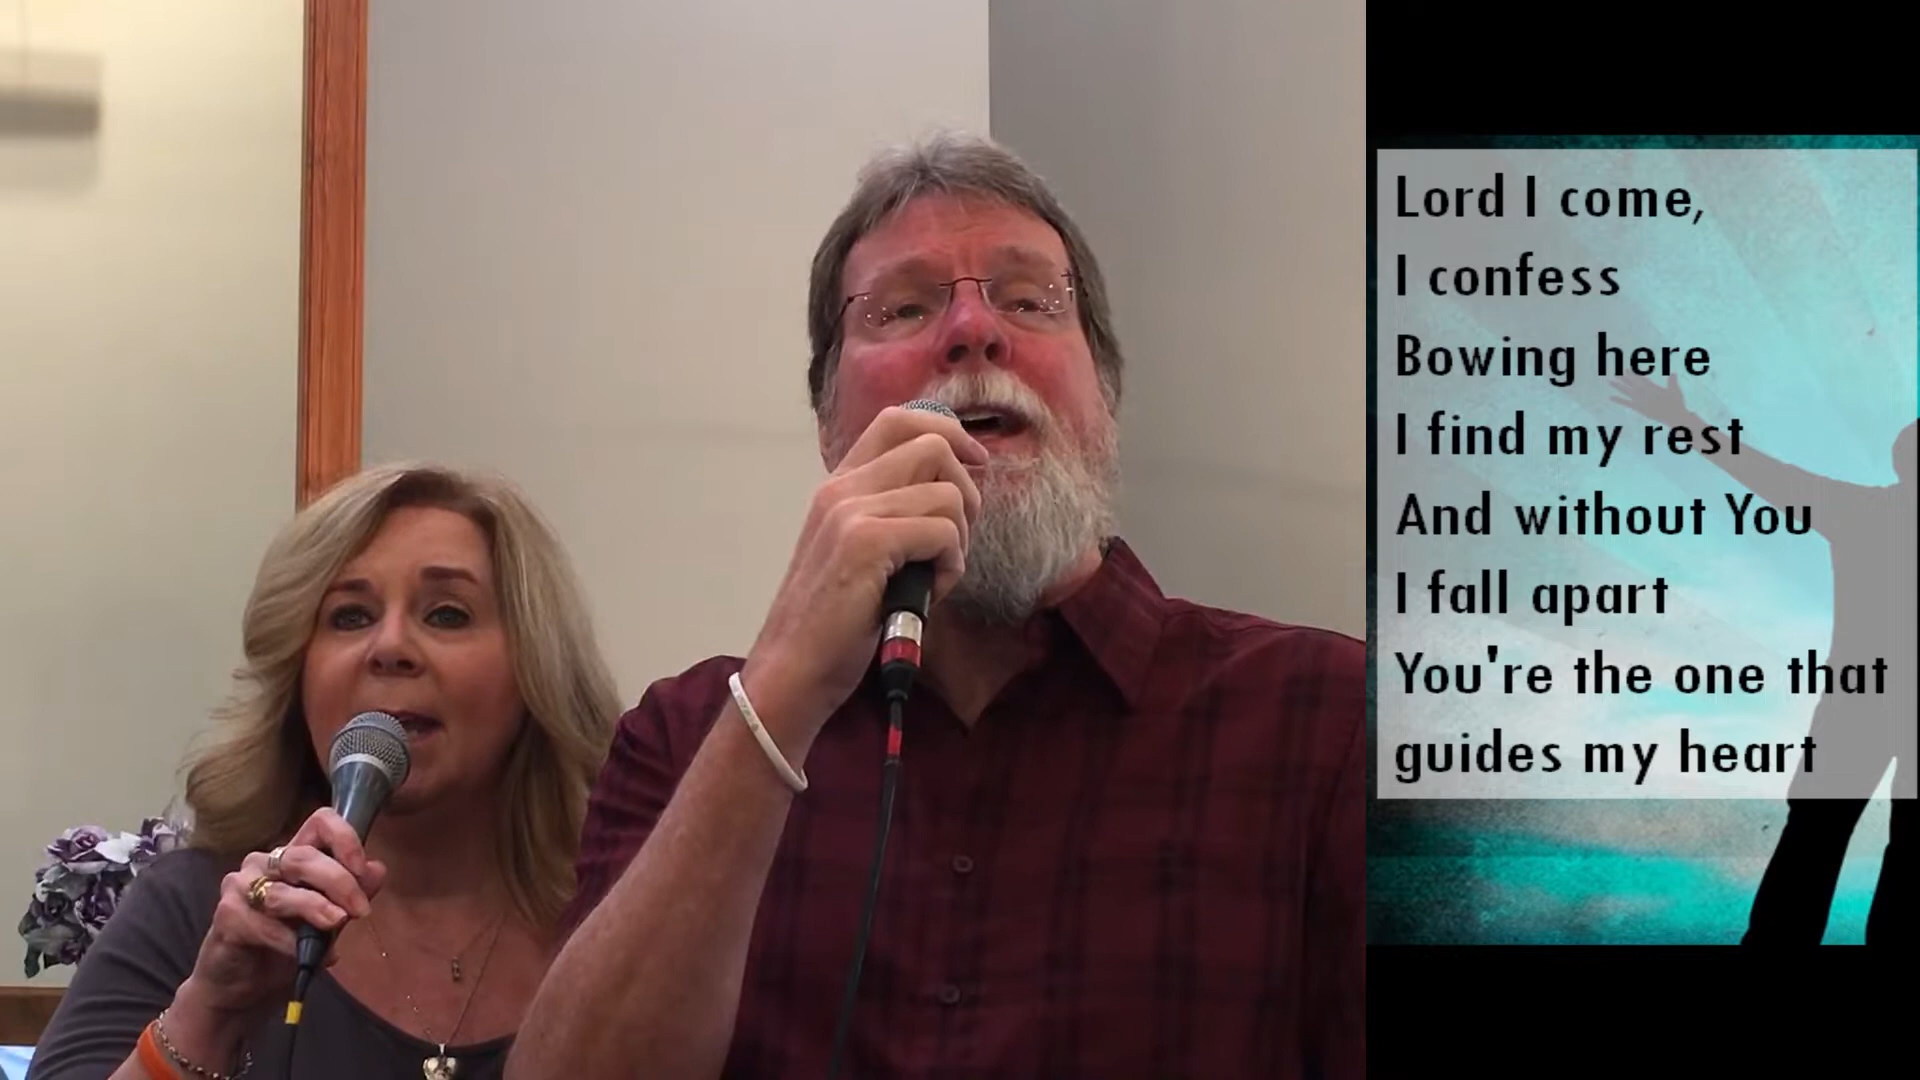 Lord I come,
I confess
Bowing here
I find my rest
And without You
I fall apart
You're the one that
guides my heart